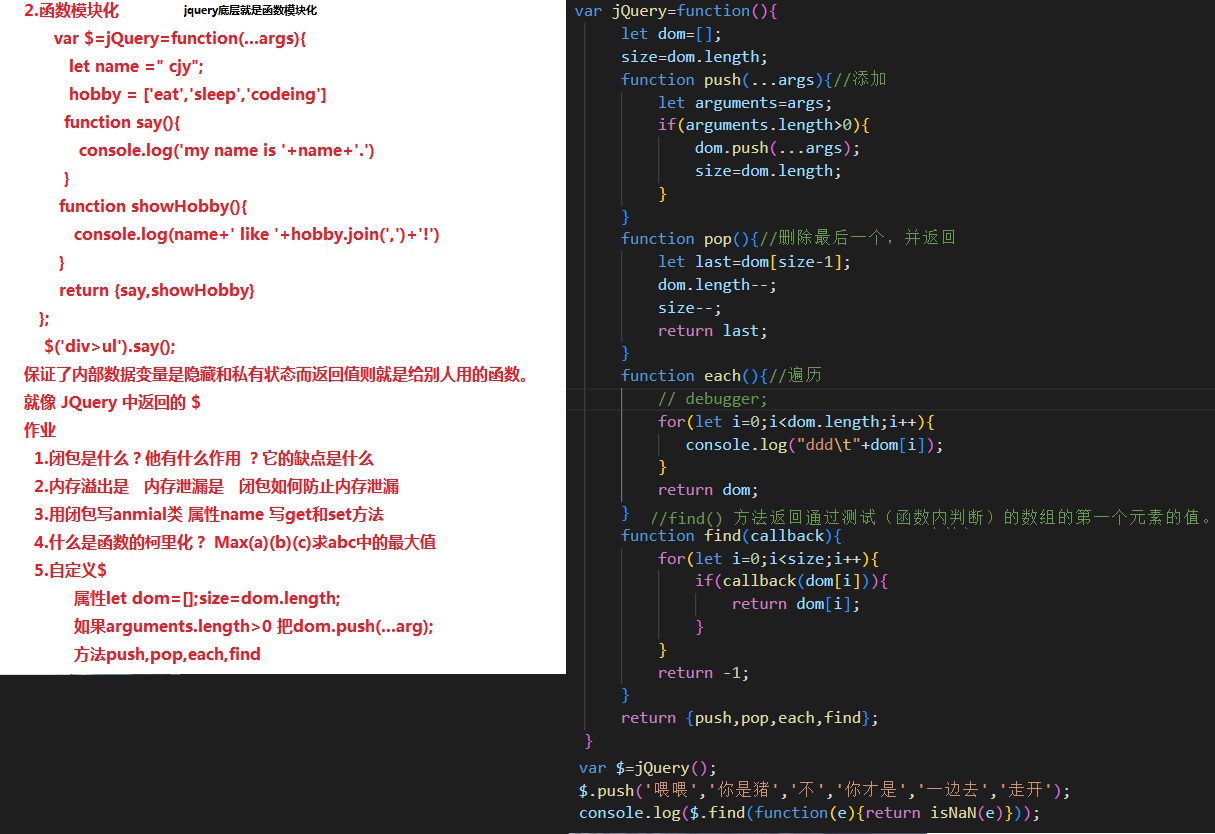 2.函数模块化 jquery底层就是函数模块化
var $=jQuery=function(...args){
let name =" cjy";
hobby = ['eat','sleep','codeing']
function say(){
console.log('my name is '+name+'.')
}
function showHobby(){
console.log(name+' like '+hobby.join(',')+'!')
}
return {say,showHobby}
};
$('div>ul').say();
保证了内部数据变量是隐藏和私有状态而返回值则就是给别人用的函数。
就像 JQuery 中返回的 $
作业
1.闭包是什么？他有什么作用 ？它的缺点是什么
2.内存溢出是 内存泄漏是 闭包如何防止内存泄漏
3.用闭包写anmial类 属性name 写get和set方法
4.什么是函数的柯里化？ Max(a)(b)(c)求abc中的最大值
5.自定义$
属性let dom=[];size=dom.length;
如果arguments.length>0 把dom.push(...arg);
方法push,pop,each,find
var jQuery=function(){
let dom=[];
size=dom.length;
function push(...args){//添加
let arguments=args;
if(arguments.length>0){
dom.push(...args);
size=dom.length;
}
}
function pop(){//删除最后一个，并返回
let last=dom[size-1];
dom.length--;
size--;
return last;
}
function each(){//遍历
// debugger;
for(let i=0;i<dom.length;i++){
console.log("ddd\t"+dom[i]);
}
return dom;
}
//find() 方法返回通过测试（函数内判断）的数组的第一个元素的值。
function find(callback){
for(let i=0;i<size;i++){
if(callback(dom[i])){
return dom[i];
}
}
return -1;
}
return {push,pop,each,find};
}
var $=jQuery();
$.push('喂喂','你是猪','不','你才是','一边去','走开');
console.log($.find(function(e){return isNaN(e)}));